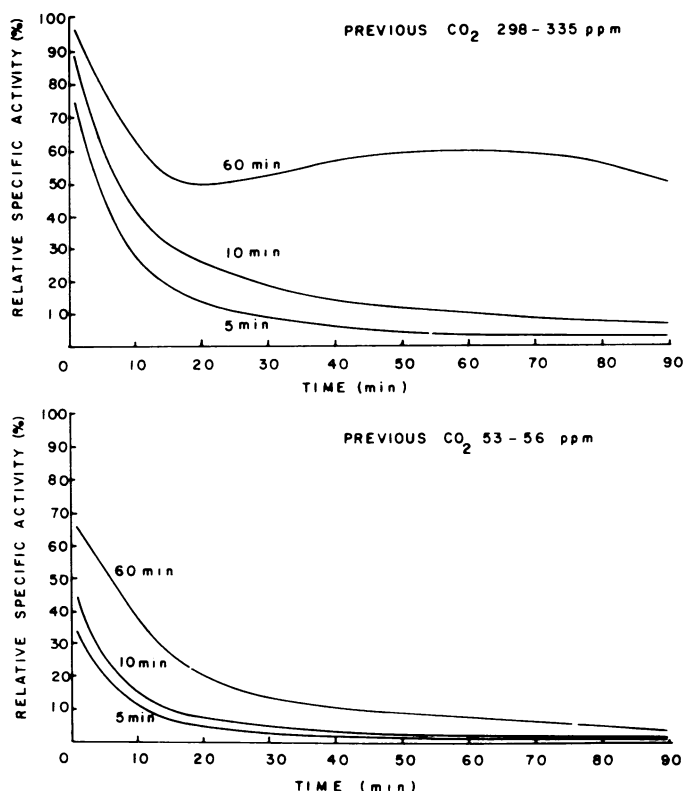 PREVIOUS CO2 298-335 ppm
RELATIVE SPECIFIC ACTIVITY (%)
100
90
80
70
60
50
40
30
20
10
60 min
10 min
5 min
0 10 20 30 40 50 60 70 80 90
TIME (min)
PREVIOUS CO2 53-56 ppm
RELATIVE SPECIFIC ACTIVITY (%)
100
90
80
70
60
50
40
30
20
10
60 min
10 min
5 min
0 10 20 30 40 50 60 70 80 90
TIME (min)